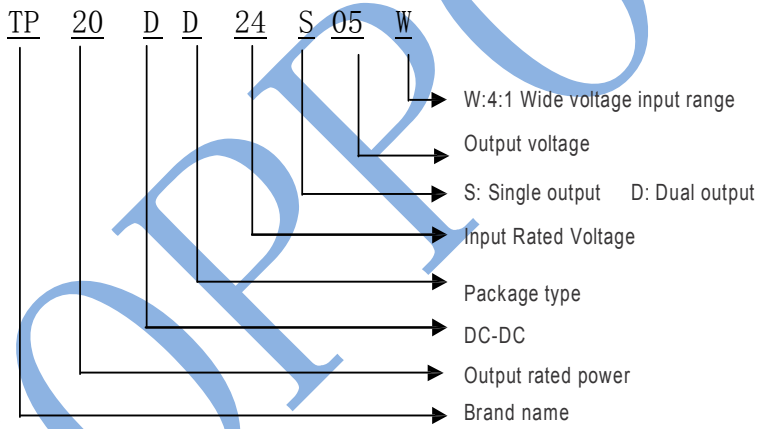 TP 20 D D 24 S 05 W
W:4:1 Wide voltage input range
Output voltage
S: Single output D: Dual output
Input Rated Voltage
Package type
DC-DC
Output rated power
Brand name